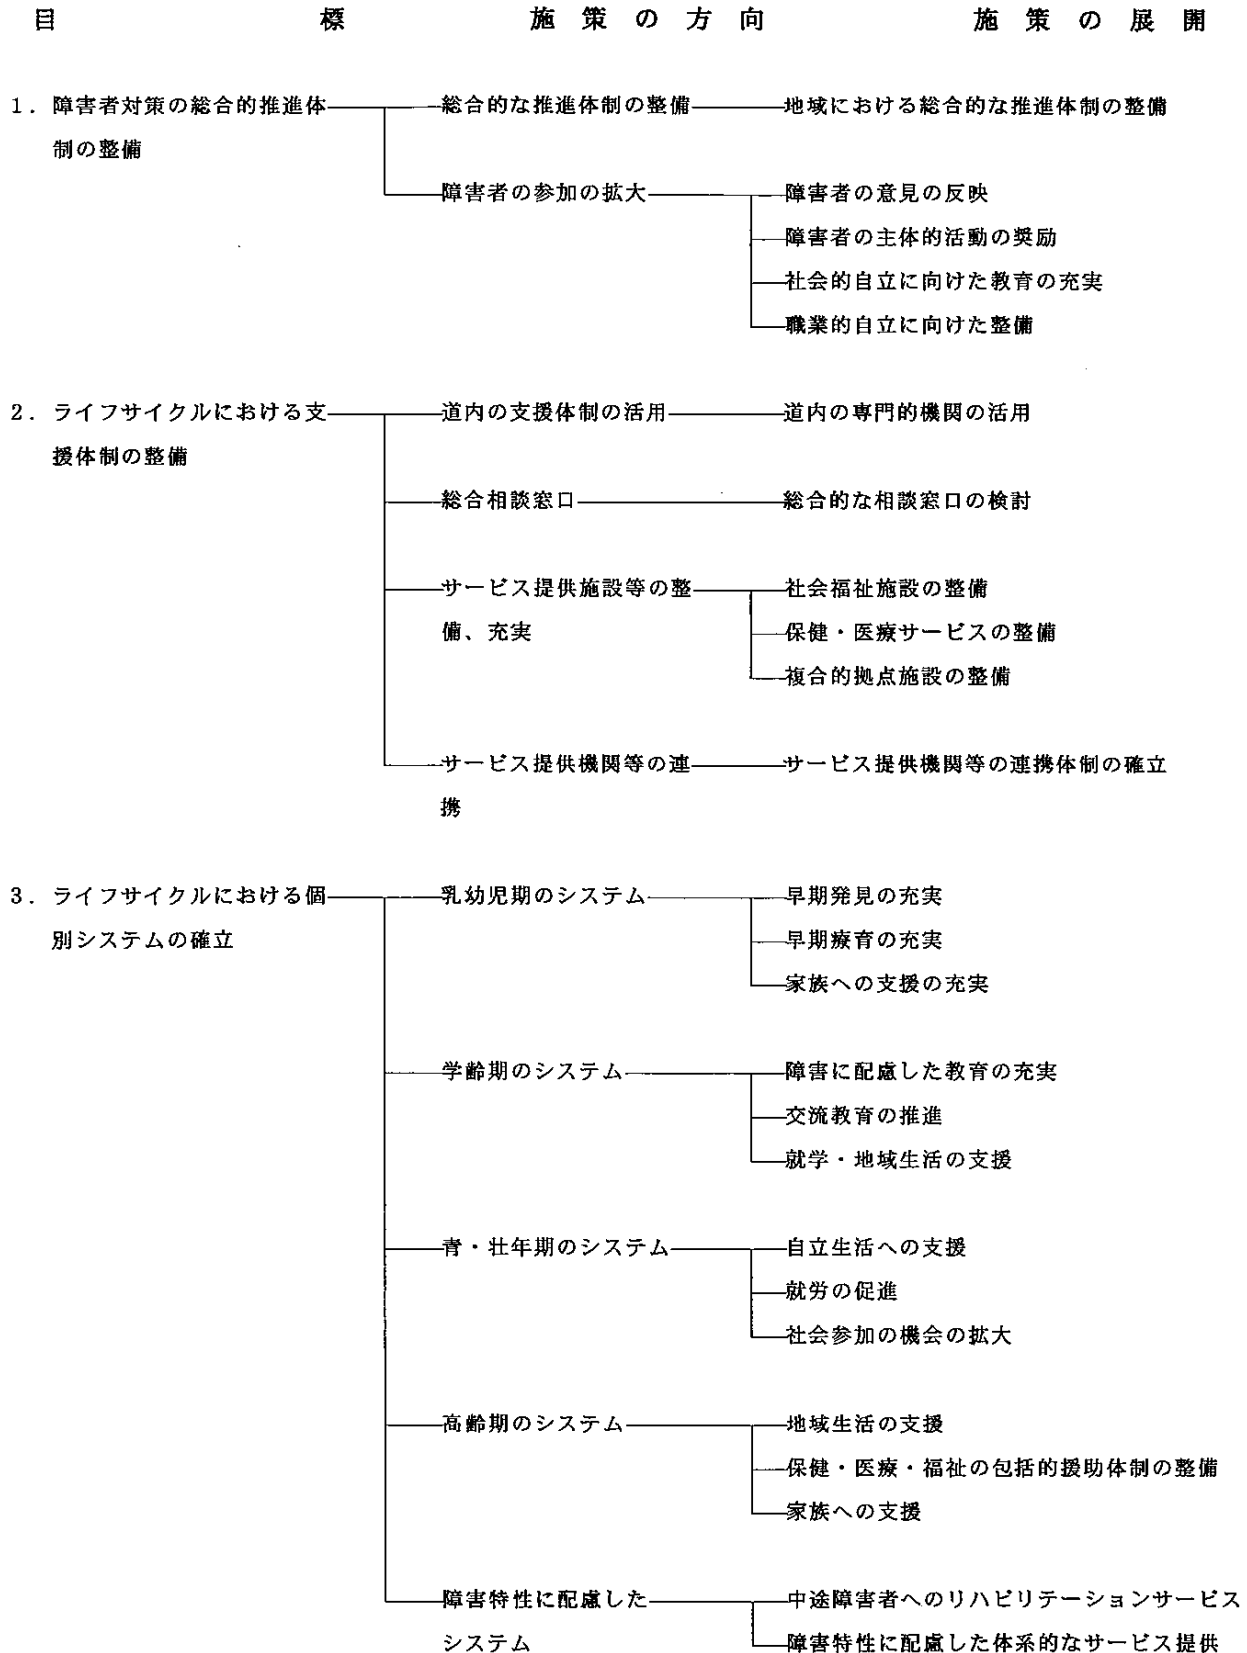 目標 施策の方向 施策の展開
1．障害者対策の総合的推進体 総合的な推進体制の整備 地域における総合的な推進体制の整備
制の整備
障害者の参加の拡大 障害者の意見の反映
障害者の主体的活動の奨励
社会的自立に向けた教育の充実
職業的自立に向けた整備
2．ライフサイクルにおける支 道内の支援体制の活用 道内の専門的機関の活用
援体制の整備
総合相談窓口 総合的な相談窓口の検討
サービス提供施設等の整 社会福祉施設の整備
備、充実 保健・医療サービスの整備
複合的拠点施設の整備
サービス提供機関等の連 サービス提供機関等の連携体制の確立
携
3．ライフサイクルにおける個 乳幼児期のシステム 早期発見の充実
別システムの確立 早期療育の充実
家族への支援の充実
学齢期のシステム 障害に配慮した教育の充実
交流教育の推進
就学・地域生活の支援
青・壮年期のシステム 自立生活への支援
就労の促進
社会参加の機会の拡大
高齢期のシステム 地域生活の支援
保健・医療・福祉の包括的援助体制の整備
家族への支援
障害特性に配慮した 中途障害者へのリハビリテーションサービス
システム 障害特性に配慮した体系的なサービス提供